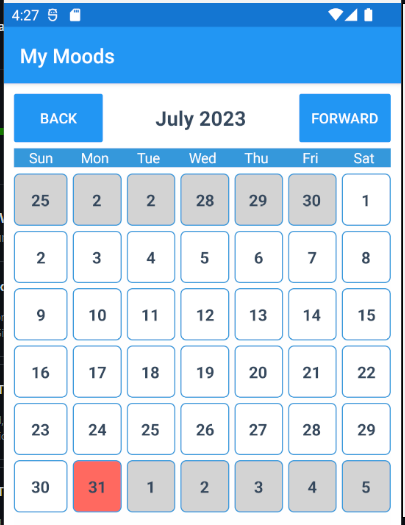 4:27
My Moods
BACK July 2023 FORWARD
Sun Mon Tue Wed Thu Fri Sat
25 2 2 28 29 30 1
2 3 4 5 6 7 8
9 10 11 12 13 14 15
16 17 18 19 20 21 22
23 24 25 26 27 28 29
30 31 1 2 3 4 5